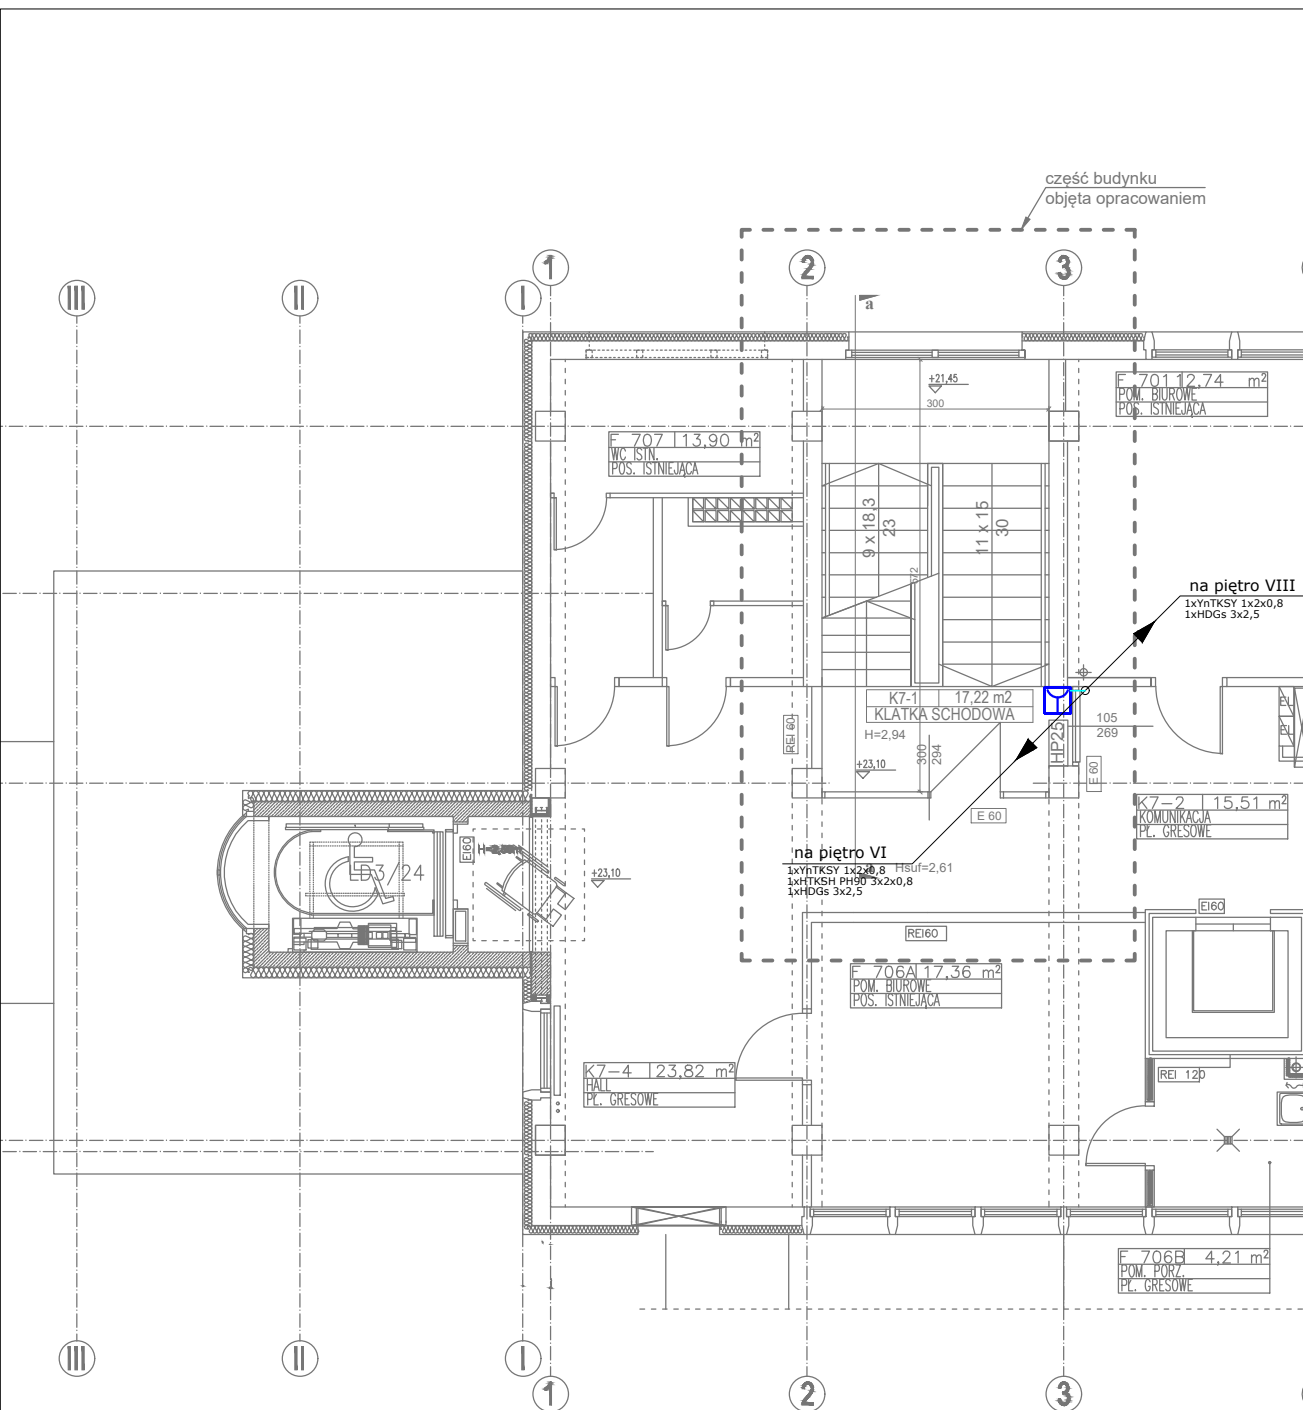 część budynku
objęta opracowaniem
1
2
3
III
II
I
a
+21,45
300
F 701 12,74 m²
POM. BIUROWE
POS. ISTNIEJĄCA
F 707 13,90 m²
WC ISTN.
POS. ISTNIEJĄCA
9 x 18,3
23
11 x 15
30
572
na piętro VIII
1xYnTKSY 1x2x0,8
1xHDGs 3x2,5
K7-1 17,22 m2
KLATKA SCHODOWA
H=2,94
REI 60
300
294
+23,10
HP25
105
269
E 60
E 60
EL
EL
K7-2 15,51 m²
KOMUNIKACJA
PŁ. GRESOWE
na piętro VI
1xYnTKSY 1x2x0,8
1xHTKSH PH90 3x2x0,8
1xHDGs 3x2,5
Hsuf=2,61
EI60
LD3/24
+23,10
EI60
REI60
F 706A 17,36 m²
POM. BIUROWE
POS. ISTNIEJĄCA
K7-4 23,82 m²
HALL
PŁ. GRESOWE
REI 120
F 706B 4,21 m²
POM. PORZ.
PŁ. GRESOWE
III
II
I
1
2
3